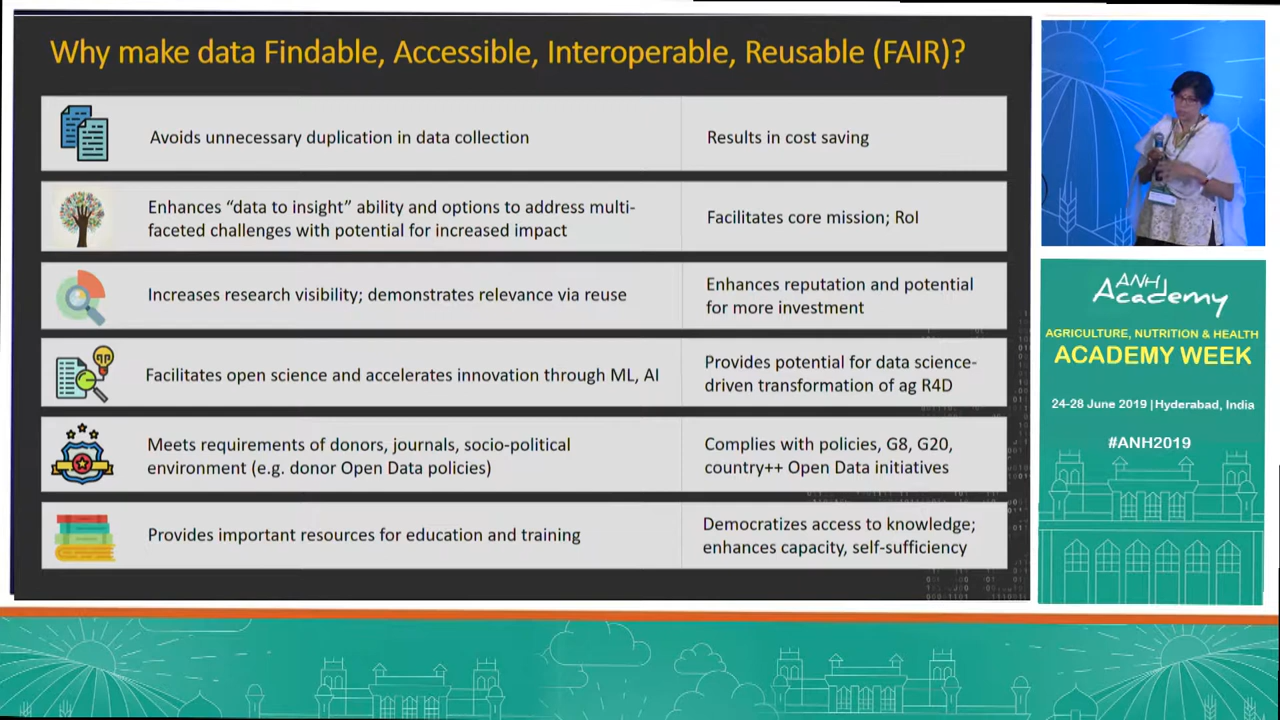 Why make data Findable, Accessible, Interoperable, Reusable (FAIR)?
Avoids unnecessary duplication in data collection
Results in cost saving
Enhances “data to insight” ability and options to address multi-
faceted challenges with potential for increased impact
Facilitates core mission; RoI
Increases research visibility; demonstrates relevance via reuse
Enhances reputation and potential
for more investment
Facilitates open science and accelerates innovation through ML, AI
Provides potential for data science-
driven transformation of ag R4D
Meets requirements of donors, journals, socio-political
environment (e.g. donor Open Data policies)
Complies with policies, G8, G20,
country++ Open Data initiatives
Provides important resources for education and training
Democratizes access to knowledge;
enhances capacity, self-sufficiency
ANH
Academy
AGRICULTURE, NUTRITION & HEALTH
ACADEMY WEEK
24-28 June 2019 | Hyderabad, India
#ANH2019